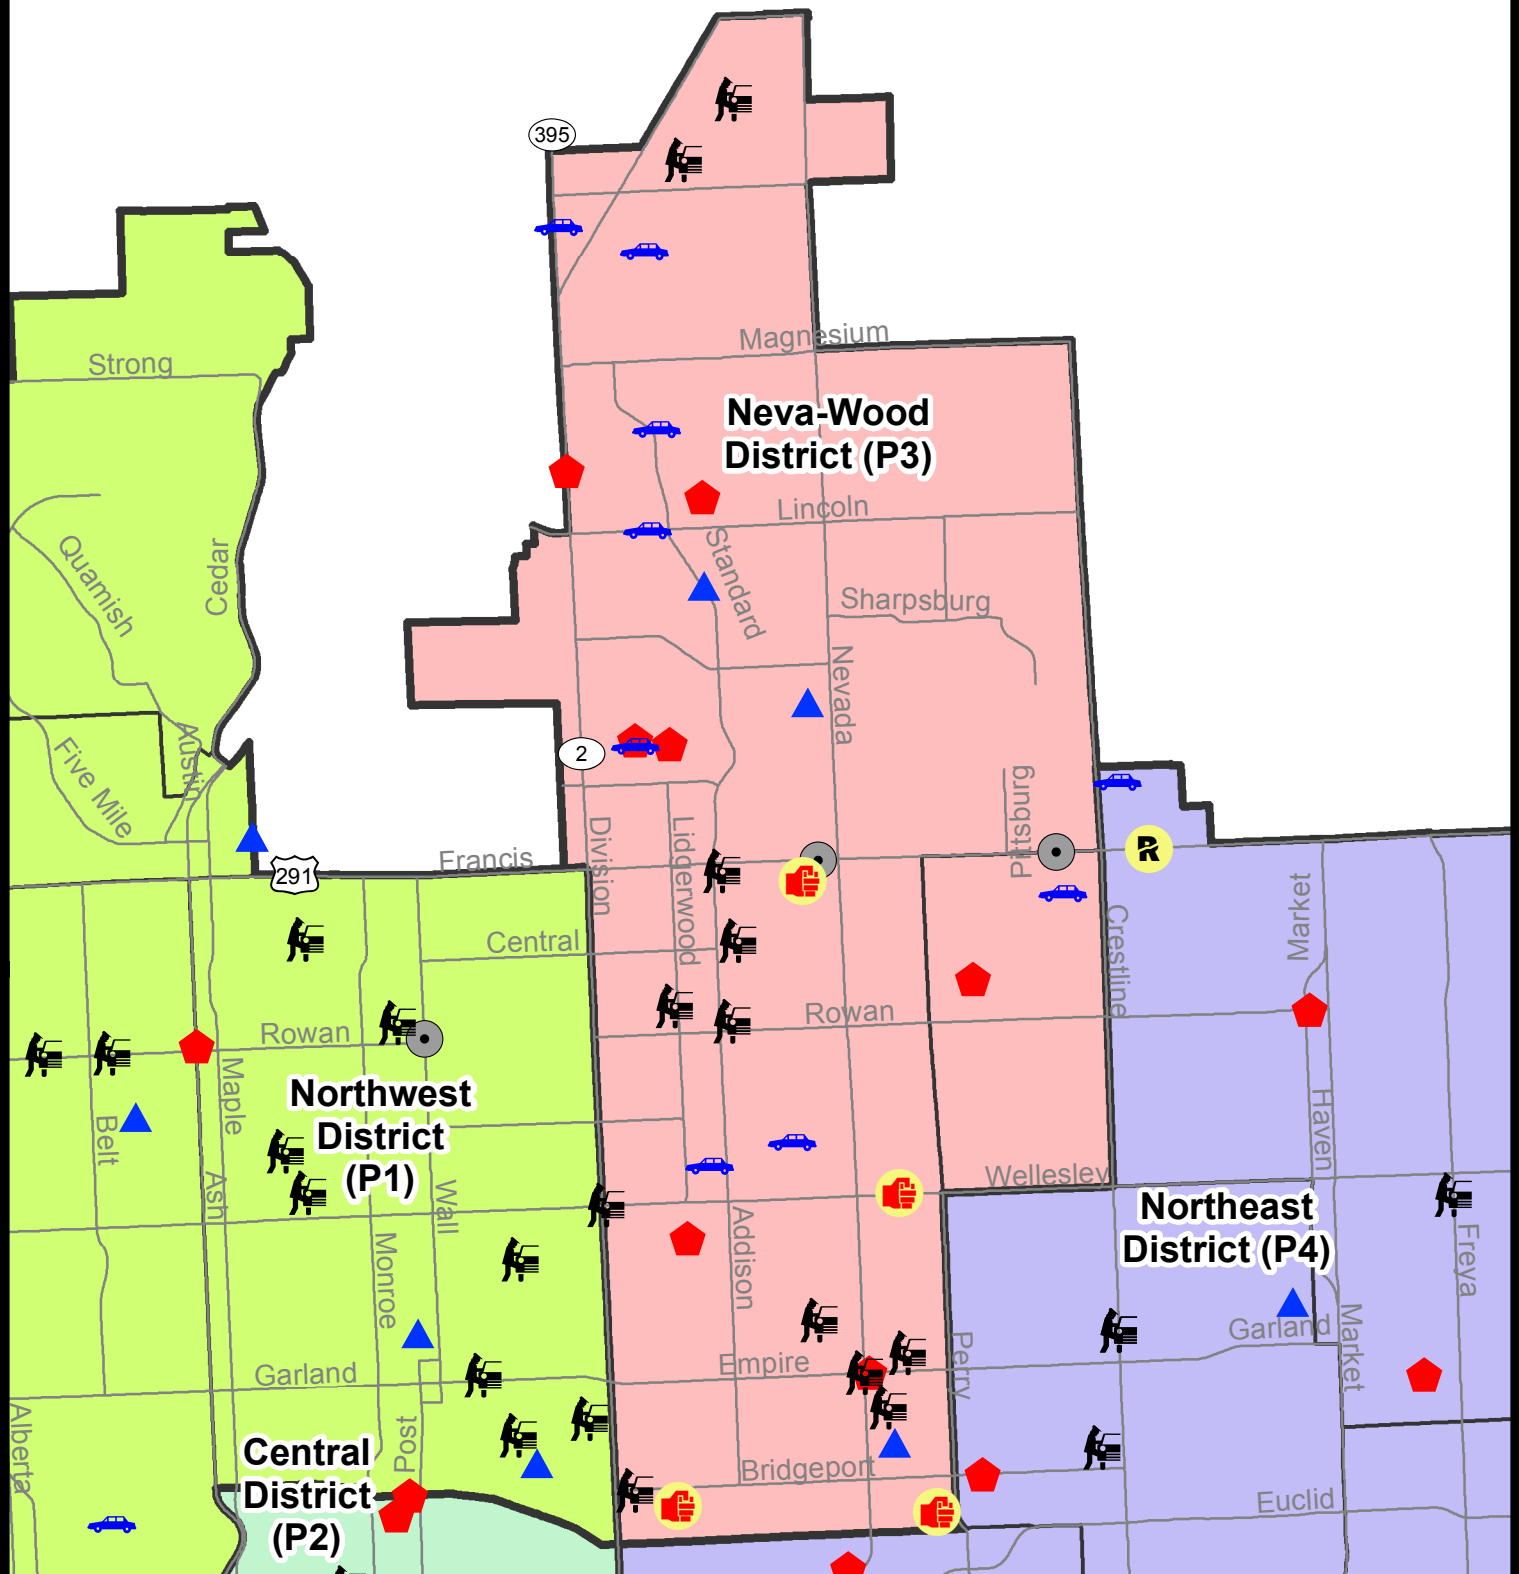 395
Magnesium
Strong
Neva-Wood
District (P3)
Lincoln
Quamish
Cedar
Standard
Sharpsburg
Nevada
Austin
Five Mile
2
Pittsburg
Division
Lidgerwood
Francis
291
R
Market
Crestline
Central
Rowan
Rowan
Maple
Northwest
District
(P1)
Belt
Haven
Ash
Wall
Wellesley
Northeast
District (P4)
Addison
Monroe
Freya
Garland
Market
Perry
Empire
Garland
Alberta
Post
Central
District
(P2)
Bridgeport
Euclid